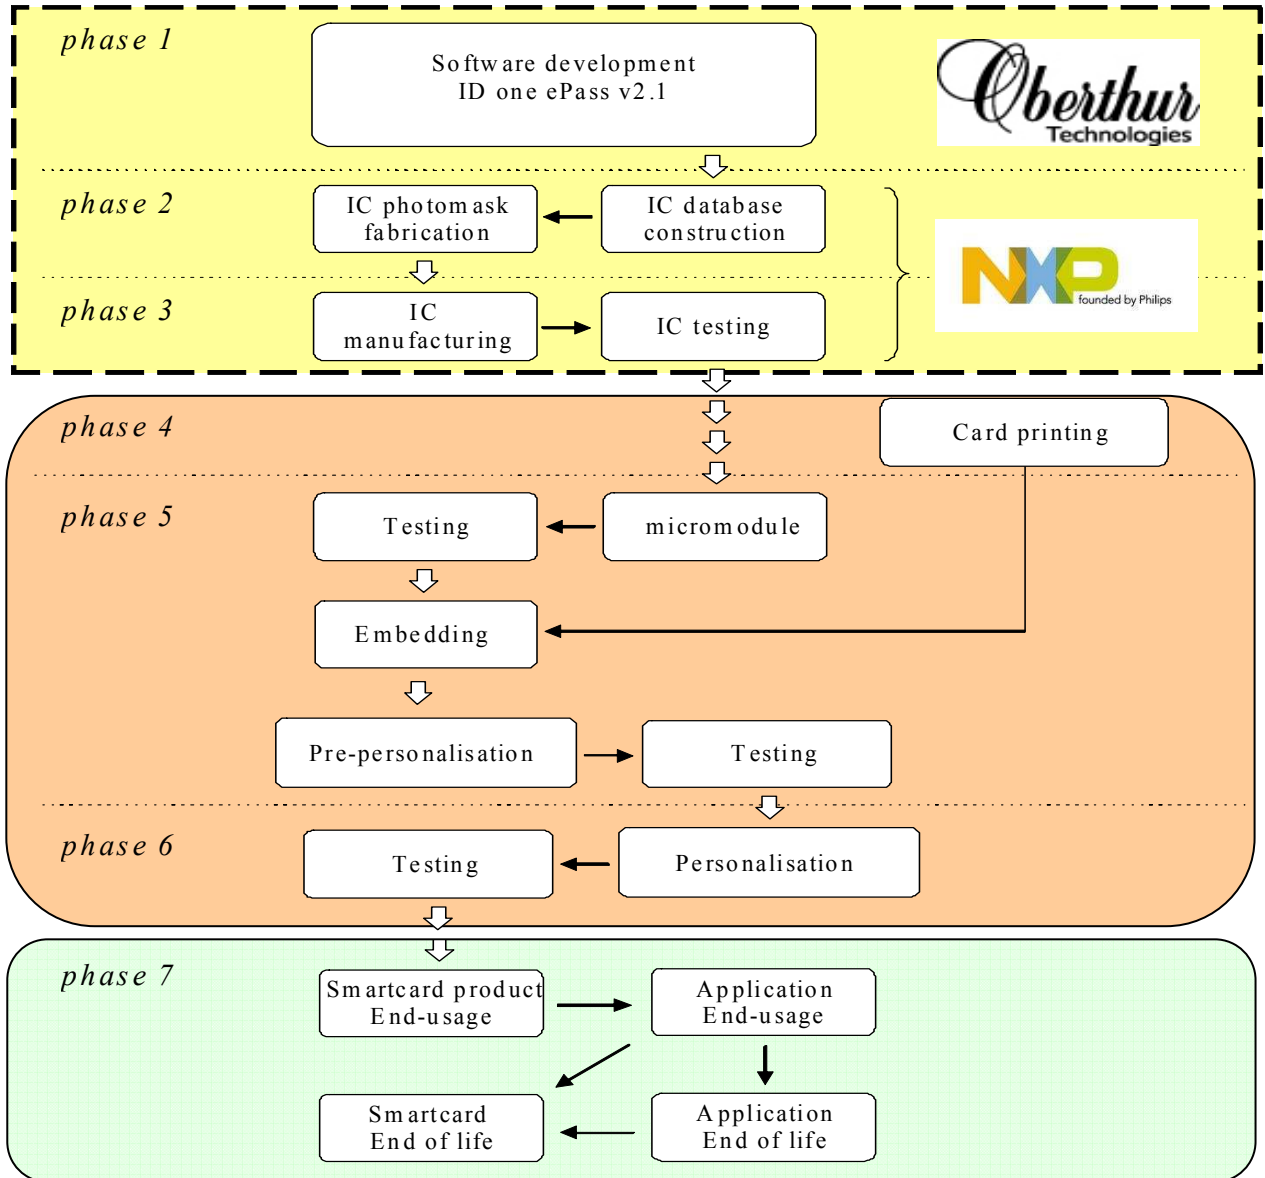 phase 1
Software development
ID one ePass v2.1
Oberthur
Technologies
phase 2
IC photomask
fabrication
IC database
construction
NXP
founded by Philips
phase 3
IC
manufacturing
IC testing
phase 4
Card printing
phase 5
Testing
micromodule
Embedding
Pre-personalisation
Testing
phase 6
Testing
Personalisation
phase 7
Smartcard product
End-usage
Application
End-usage
Smartcard
End of life
Application
End of life